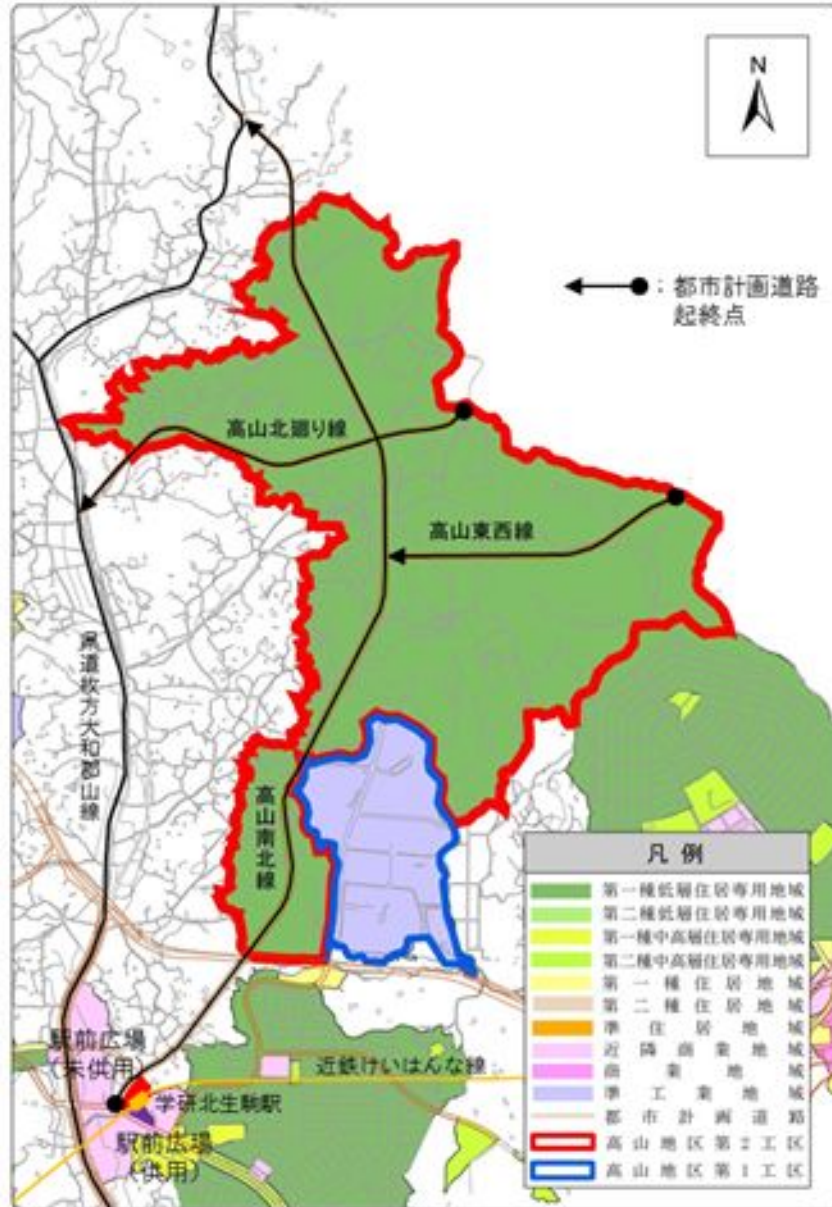 N
：都市計画道路
起終点
高山北廻り線
高山東西線
県道枚方大和郡山線
高山南北線
駅前広場
（未供用）
学研北生駒駅
近鉄けいはんな線
駅前広場
（供用）
凡例
第一種低層住居専用地域
第二種低層住居専用地域
第一種中高層住居専用地域
第二種中高層住居専用地域
第一種住居地域
第二種住居地域
準住居地域
近隣商業地域
商業地域
準工業地域
都市計画道路
高山地区第2工区
高山地区第1工区